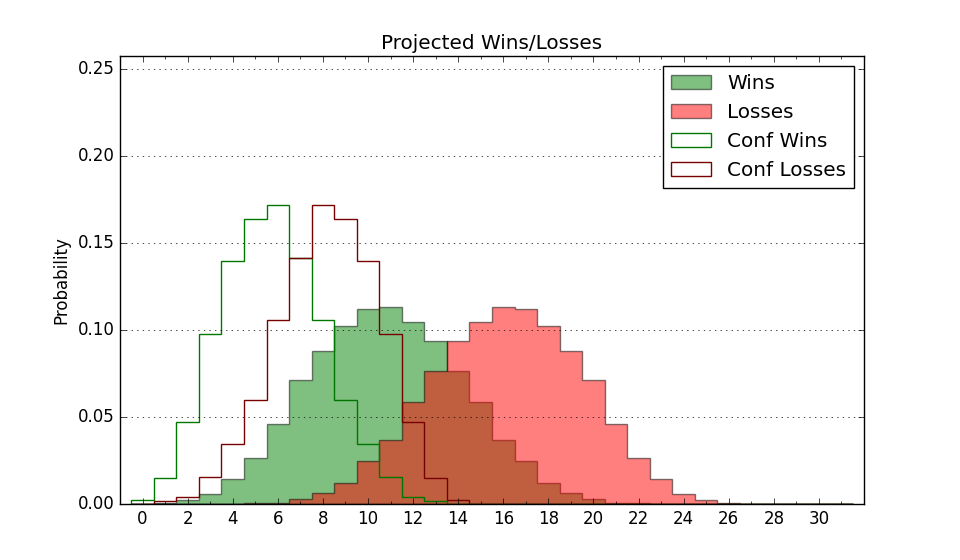 Projected Wins/Losses
Wins
Losses
Conf Wins
Conf Losses
Probability
0.25
0.20
0.15
0.10
0.05
0.00
0 2 4 6 8 10 12 14 16 18 20 22 24 26 28 30